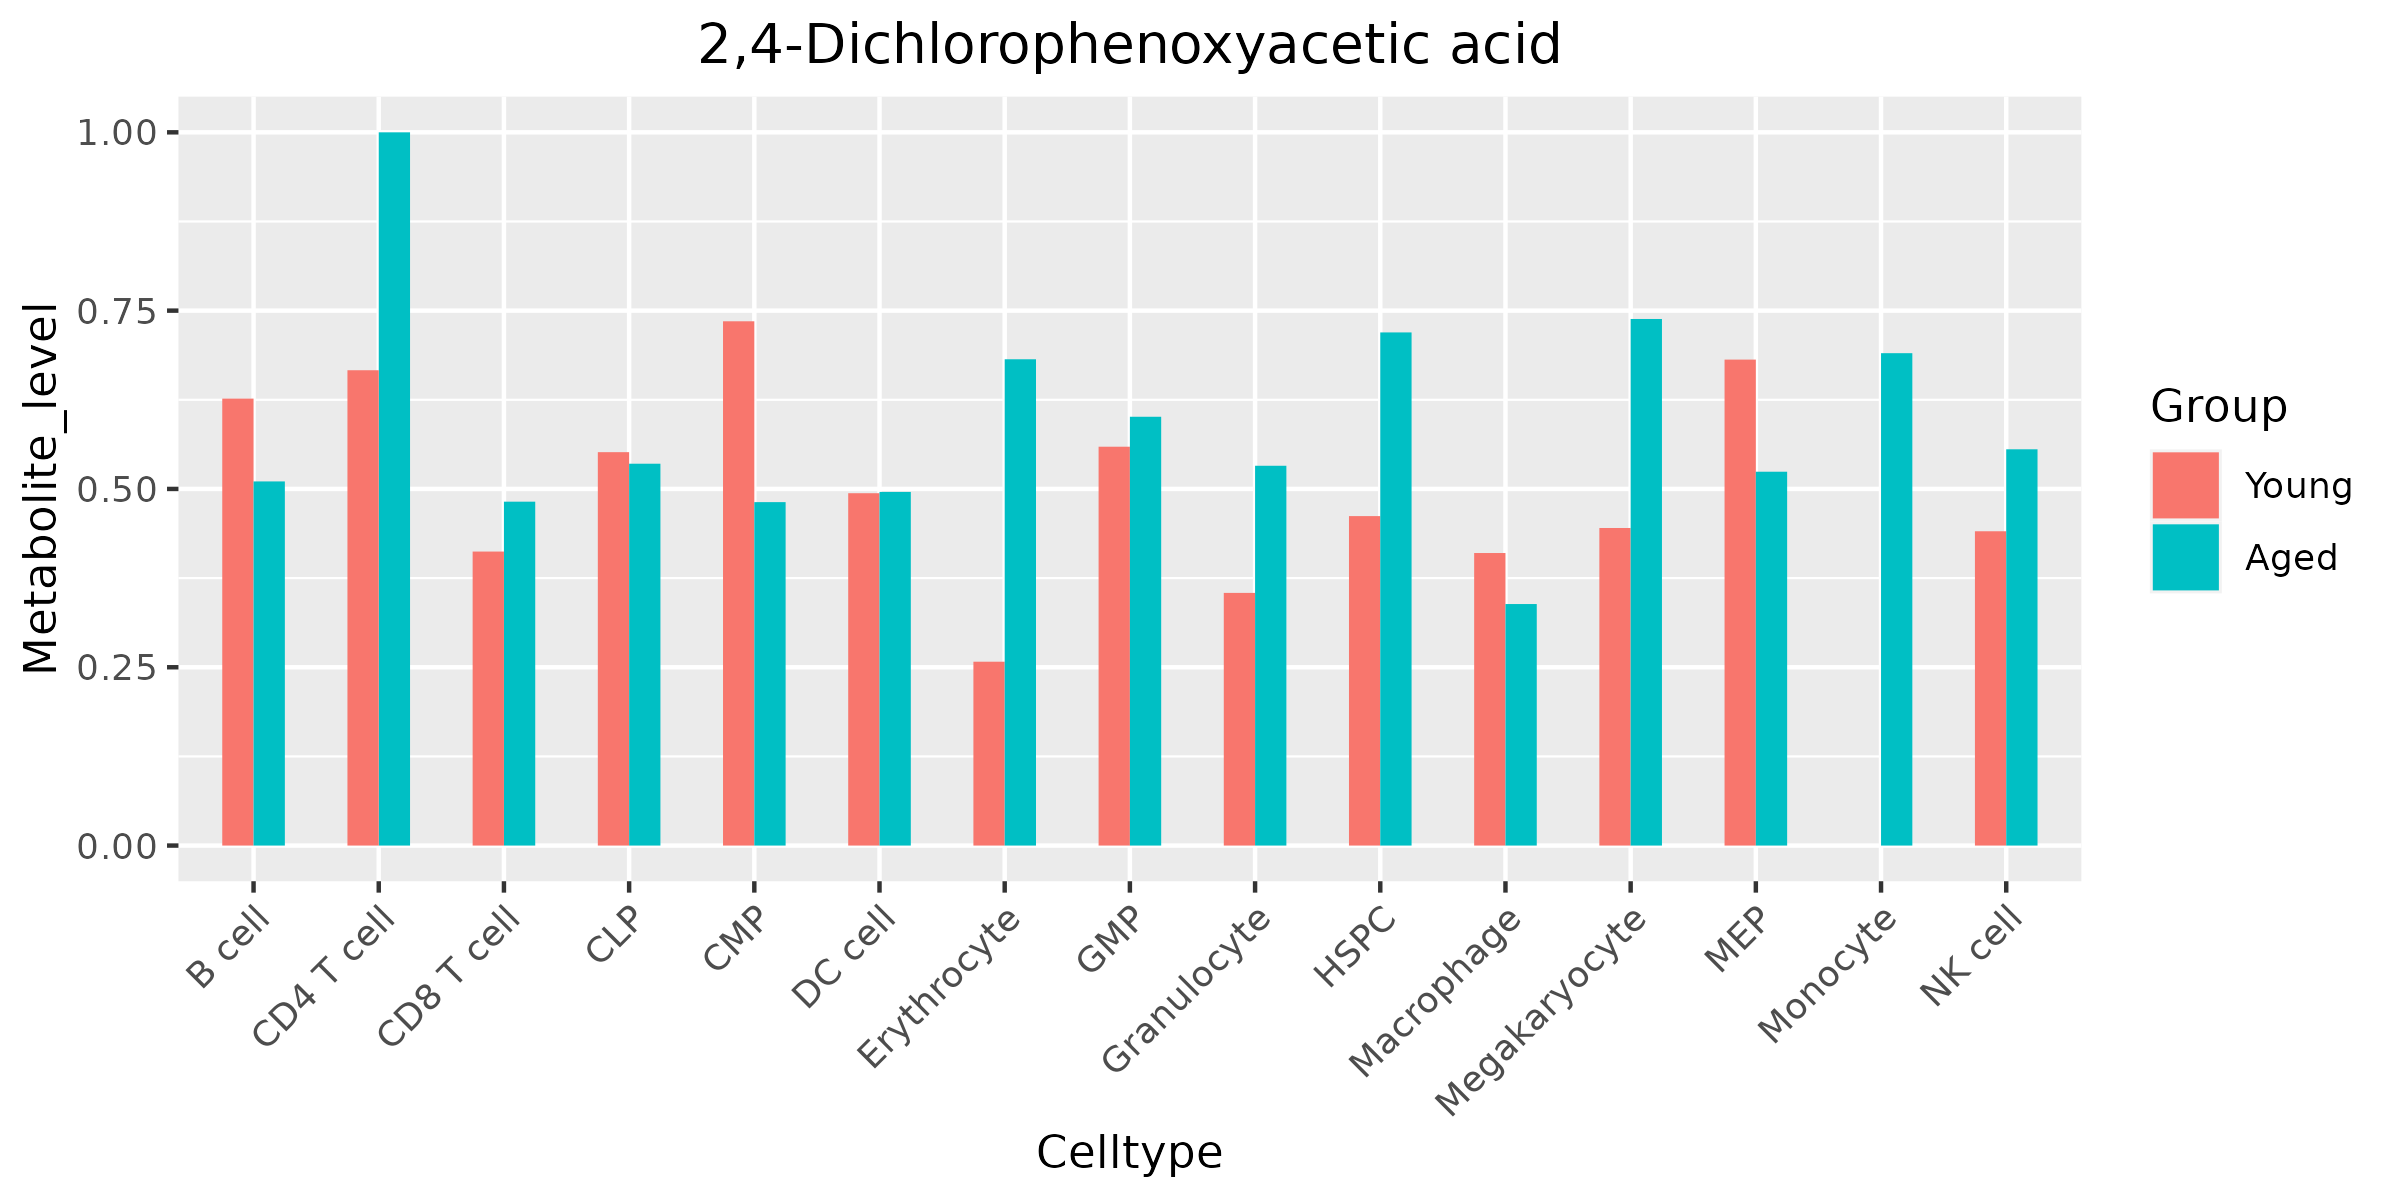 2,4-Dichlorophenoxyacetic acid
Metabolite_level
1.00
0.75
0.50
0.25
0.00
B cell
CD4 T cell
CD8 T cell
CLP
CMP
DC cell
Erythrocyte
GMP
Granulocyte
HSPC
Macrophage
Megakaryocyte
MEP
Monocyte
NK cell
Celltype
Group
Young
Aged